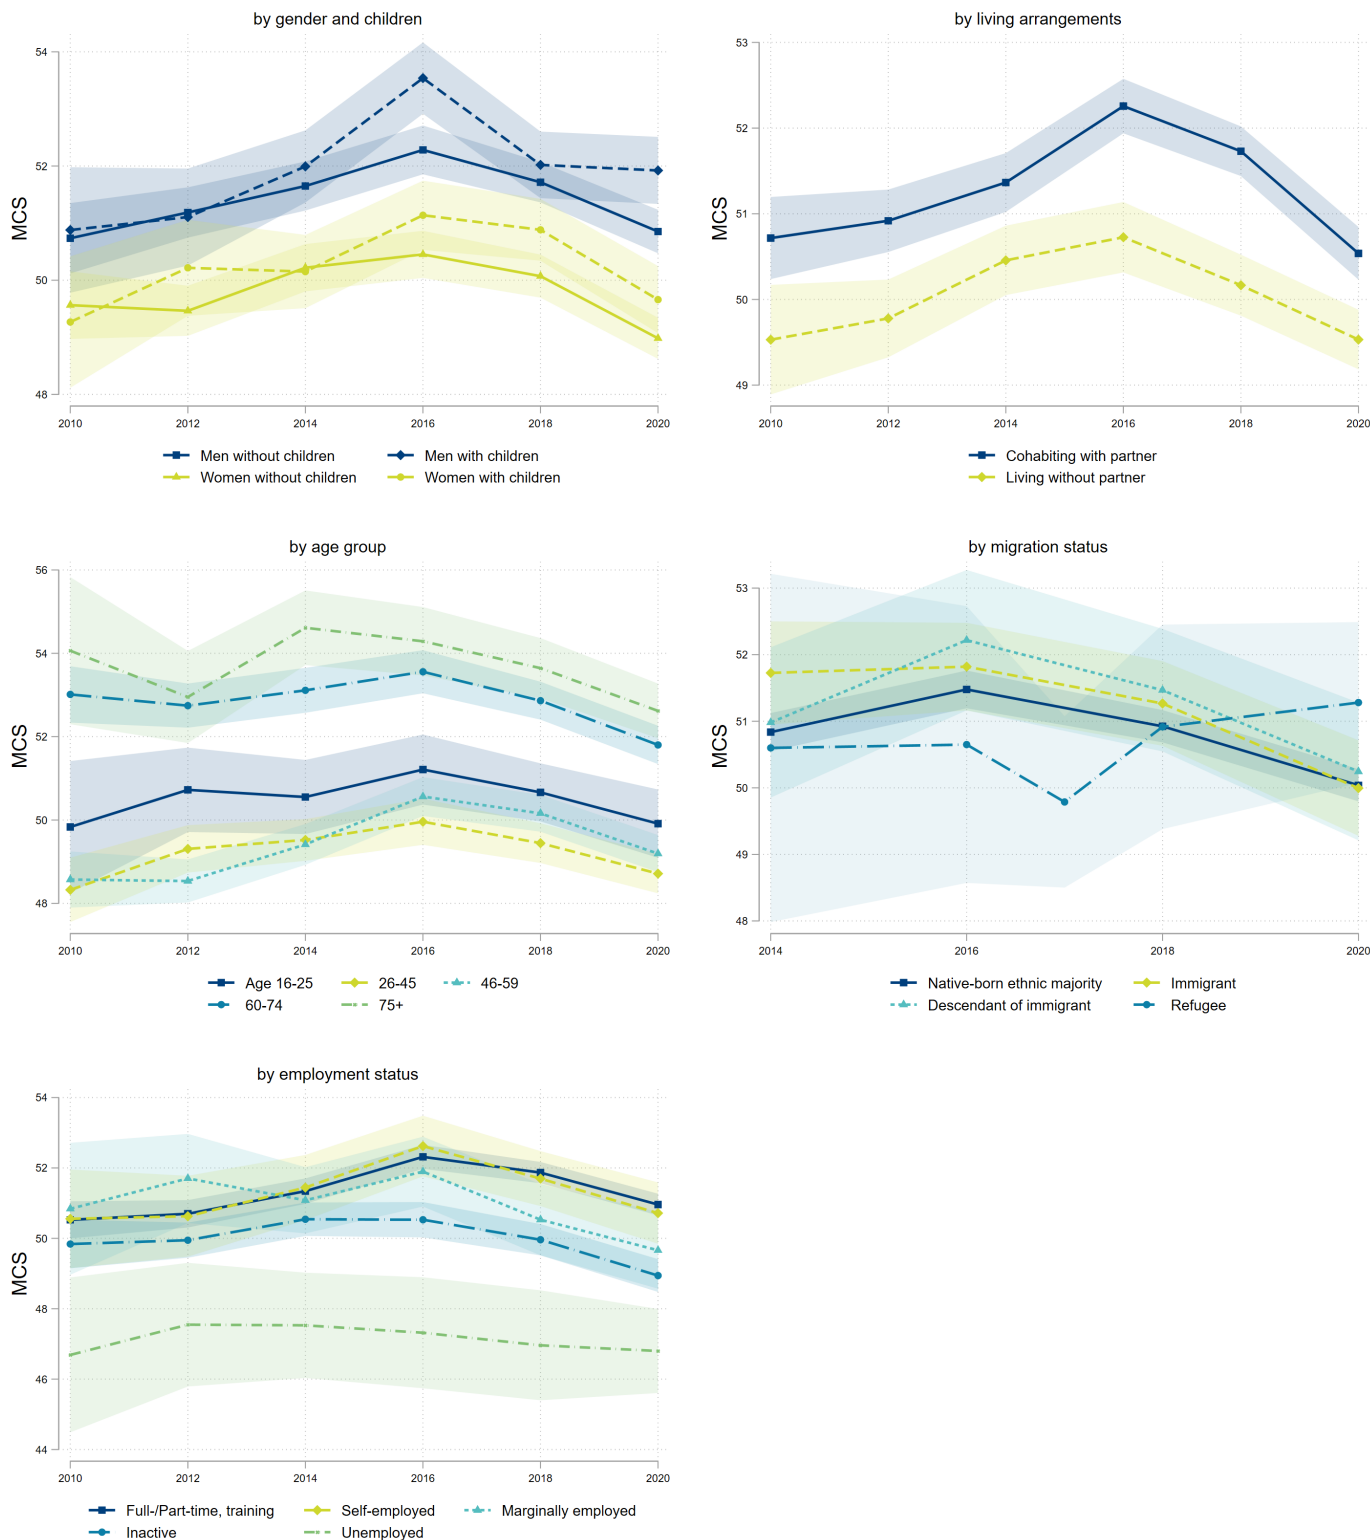 by gender and children
MCS
54
52
50
48
2010 2012 2014 2016 2018 2020
Men without children Men with children
Women without children Women with children
by living arrangements
MCS
53
52
51
50
49
2010 2012 2014 2016 2018 2020
Cohabiting with partner
Living without partner
by age group
MCS
56
54
52
50
48
2010 2012 2014 2016 2018 2020
Age 16-25 26-45 46-59
60-74 75+
by migration status
MCS
53
52
51
50
49
48
2014 2016 2018 2020
Native-born ethnic majority Immigrant
Descendant of immigrant Refugee
by employment status
MCS
54
52
50
48
46
44
2010 2012 2014 2016 2018 2020
Full-/Part-time, training Self-employed Marginally employed
Inactive Unemployed